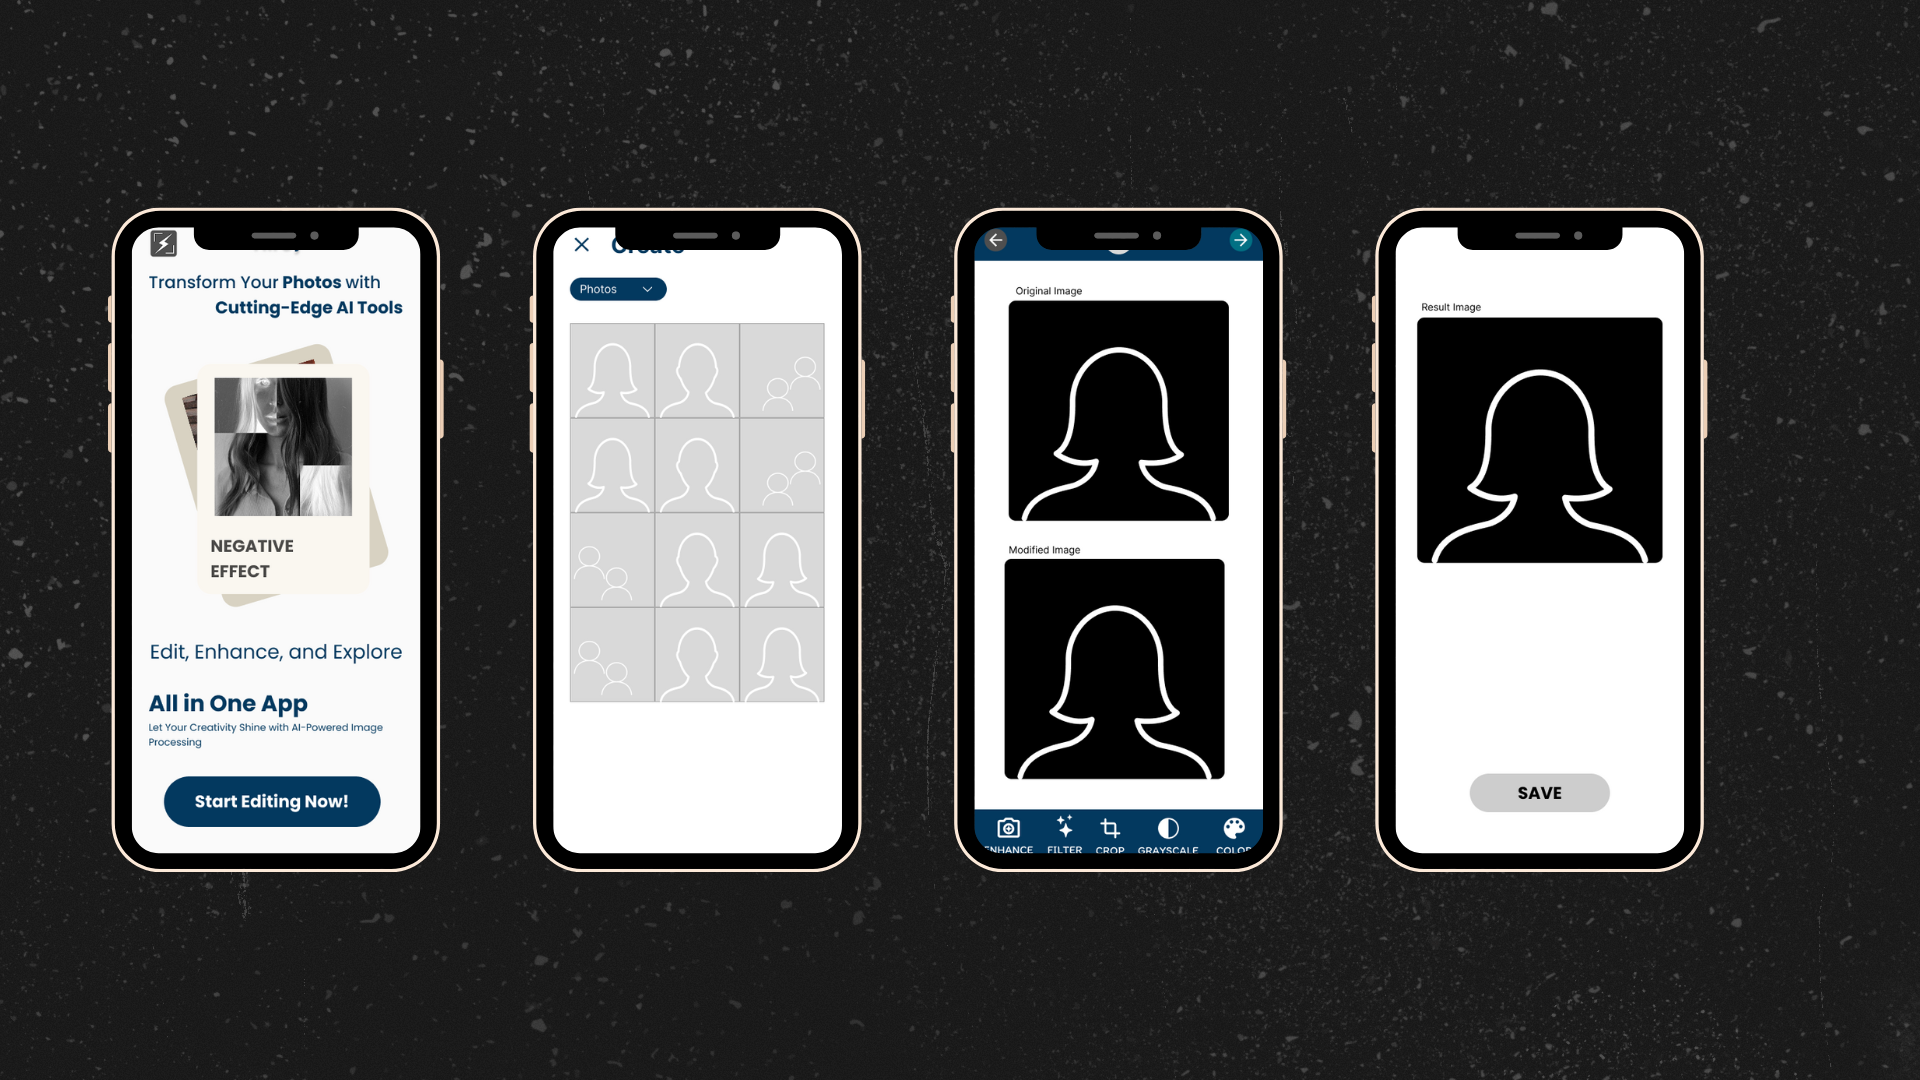 Transform Your Photos with
Cutting-Edge AI Tools
NEGATIVE
EFFECT
Edit, Enhance, and Explore
All in One App
Let Your Creativity Shine with AI-Powered Image
Processing
Start Editing Now!
Create
Photos
Original Image
Modified Image
ENHANCE
FILTER
CROP
GRAYSCALE
COLOR
Result Image
SAVE